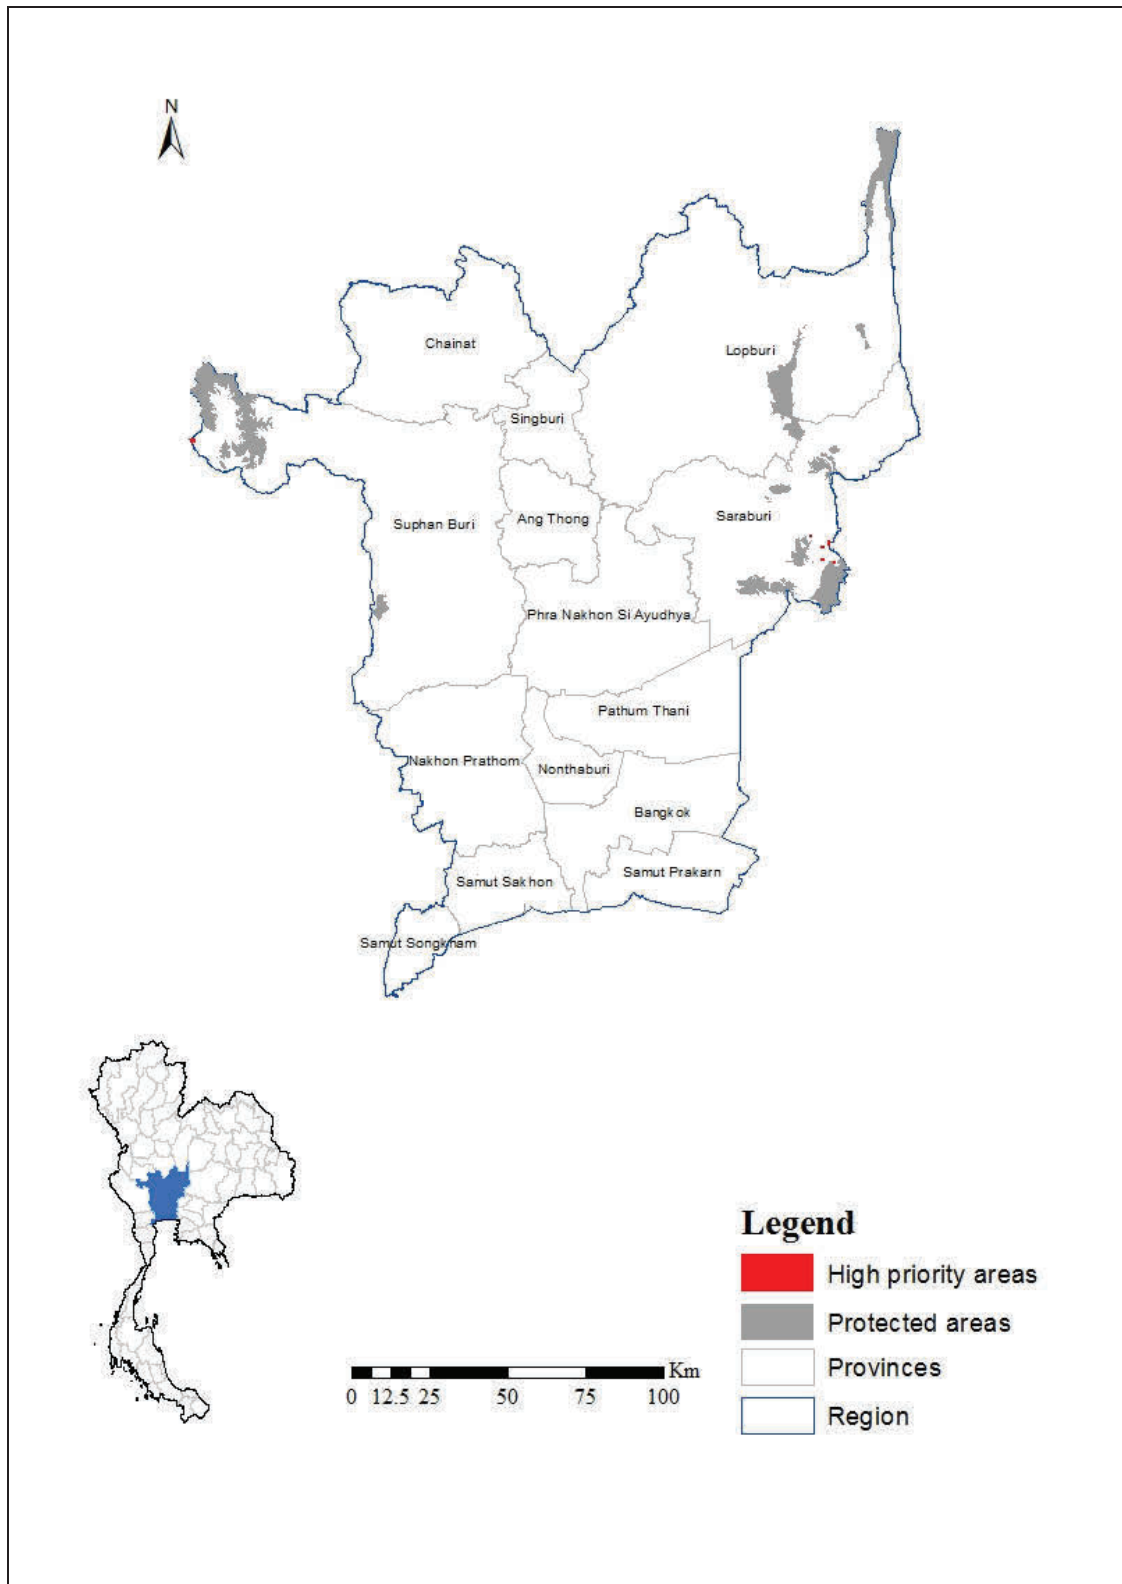 N
Chainat
Lopburi
Singburi
Suphan Buri
Ang Thong
Saraburi
Phra Nakhon Si Ayudhya
Pathum Thani
Nakhon Prathom
Nonthaburi
Bangkok
Samut Sakhon
Samut Prakarn
Samut Songkham
Legend
High priority areas
Protected areas
Provinces
Region
Km
0 12.5 25 50 75 100